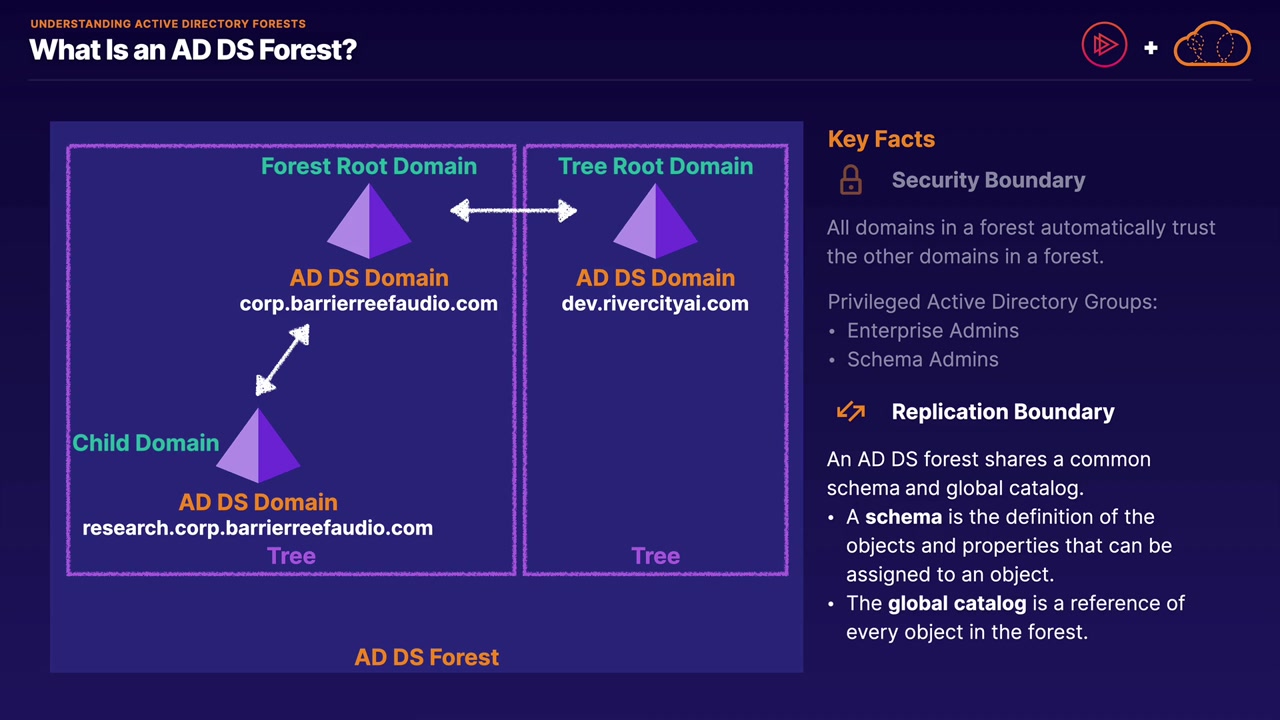 UNDERSTANDING ACTIVE DIRECTORY FORESTS
What Is an AD DS Forest?
+
Forest Root Domain
AD DS Domain
corp.barrierreefaudio.com
Tree Root Domain
AD DS Domain
dev.rivercityai.com
Child Domain
AD DS Domain
research.corp.barrierreefaudio.com
Tree
Tree
AD DS Forest
Key Facts
Security Boundary
All domains in a forest automatically trust
the other domains in a forest.
Privileged Active Directory Groups:
• Enterprise Admins
• Schema Admins
Replication Boundary
An AD DS forest shares a common
schema and global catalog.
• A schema is the definition of the
objects and properties that can be
assigned to an object.
• The global catalog is a reference of
every object in the forest.